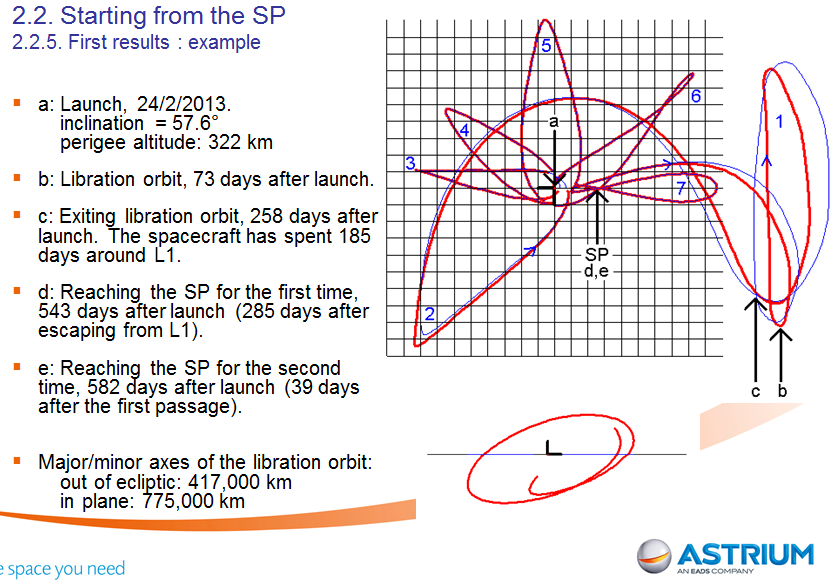 2.2. Starting from the SP
2.2.5. First results : example
a: Launch, 24/2/2013.
inclination = 57.6°
perigee altitude: 322 km
b: Libration orbit, 73 days after launch.
c: Exiting libration orbit, 258 days after
launch. The spacecraft has spent 185
days around L1.
d: Reaching the SP for the first time,
543 days after launch (285 days after
escaping from L1).
e: Reaching the SP for the second
time, 582 days after launch (39 days
after the first passage).
Major/minor axes of the libration orbit:
out of ecliptic: 417,000 km
in plane: 775,000 km
5
6
a
1
4
3
7
SP
d,e
2
c b
L
e space you need
ASTRIUM
AN EADS COMPANY